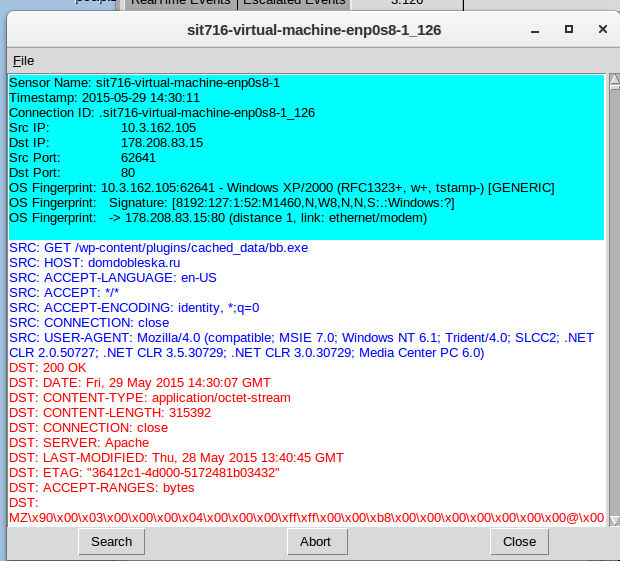 RealTime Events Escalated Events 3.126
sit716-virtual-machine-enp0s8-1_126
File
Sensor Name: sit716-virtual-machine-enp0s8-1
Timestamp: 2015-05-29 14:30:11
Connection ID: .sit716-virtual-machine-enp0s8-1_126
Src IP: 10.3.162.105
Dst IP: 178.208.83.15
Src Port: 62641
Dst Port: 80
OS Fingerprint: 10.3.162.105:62641 - Windows XP/2000 (RFC1323+, w+, tstamp-) [GENERIC]
OS Fingerprint: Signature: [8192:127:1:52:M1460,N,W8,N,N,S:.:Windows:?]
OS Fingerprint: -> 178.208.83.15:80 (distance 1, link: ethernet/modem)
SRC: GET /wp-content/plugins/cached_data/bb.exe
SRC: HOST: domdobleska.ru
SRC: ACCEPT-LANGUAGE: en-US
SRC: ACCEPT: */*
SRC: ACCEPT-ENCODING: identity, *;q=0
SRC: CONNECTION: close
SRC: USER-AGENT: Mozilla/4.0 (compatible; MSIE 7.0; Windows NT 6.1; Trident/4.0; SLCC2; .NET
CLR 2.0.50727; .NET CLR 3.5.30729; .NET CLR 3.0.30729; Media Center PC 6.0)
DST: 200 OK
DST: DATE: Fri, 29 May 2015 14:30:07 GMT
DST: CONTENT-TYPE: application/octet-stream
DST: CONTENT-LENGTH: 315392
DST: CONNECTION: close
DST: SERVER: Apache
DST: LAST-MODIFIED: Thu, 28 May 2015 13:40:45 GMT
DST: ETAG: "36412c1-4d000-5172481b03432"
DST: ACCEPT-RANGES: bytes
DST:
MZ\x90\x00\x03\x00\x00\x00\x04\x00\x00\x00\xff\xff\x00\x00\xb8\x00\x00\x00\x00\x00\x00\x00@\x00
Search Abort Close